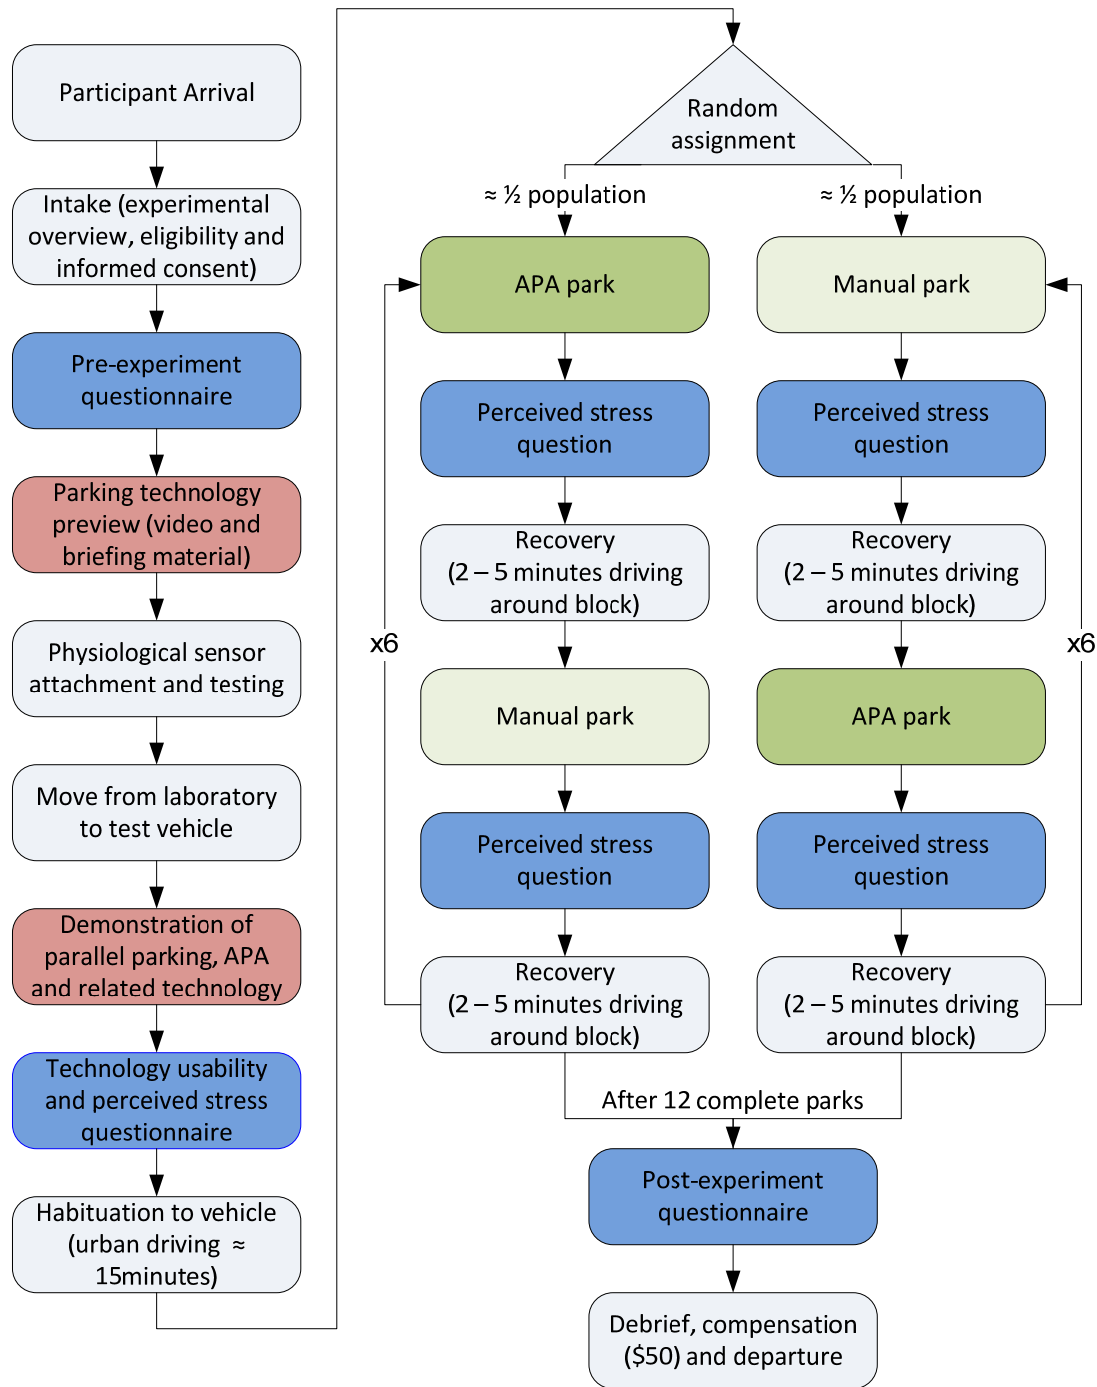 Participant Arrival
Intake (experimental
overview, eligibility and
informed consent)
Pre-experiment
questionnaire
Parking technology
preview (video and
briefing material)
Physiological sensor
attachment and testing
Move from laboratory
to test vehicle
Demonstration of
parallel parking, APA
and related technology
Technology usability
and perceived stress
questionnaire
Habituation to vehicle
(urban driving ≈
15minutes)
Random
assignment
≈ ½ population
≈ ½ population
APA park
Perceived stress
question
Recovery
(2 – 5 minutes driving
around block)
x6
Manual park
Perceived stress
question
Recovery
(2 – 5 minutes driving
around block)
Manual park
Perceived stress
question
Recovery
(2 – 5 minutes driving
around block)
x6
APA park
Perceived stress
question
Recovery
(2 – 5 minutes driving
around block)
After 12 complete parks
Post-experiment
questionnaire
Debrief, compensation
($50) and departure